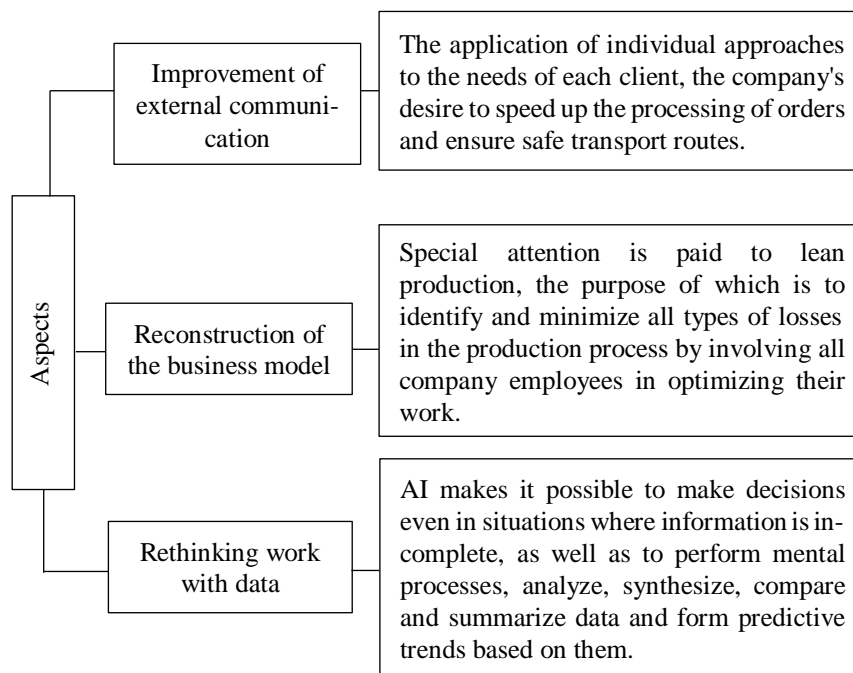 Aspects
Improvement of
external communi-
cation
The application of individual approaches
to the needs of each client, the company's
desire to speed up the processing of orders
and ensure safe transport routes.
Reconstruction of
the business model
Special attention is paid to lean
production, the purpose of which is to
identify and minimize all types of losses
in the production process by involving all
company employees in optimizing their
work.
Rethinking work
with data
AI makes it possible to make decisions
even in situations where information is in-
complete, as well as to perform mental
processes, analyze, synthesize, compare
and summarize data and form predictive
trends based on them.